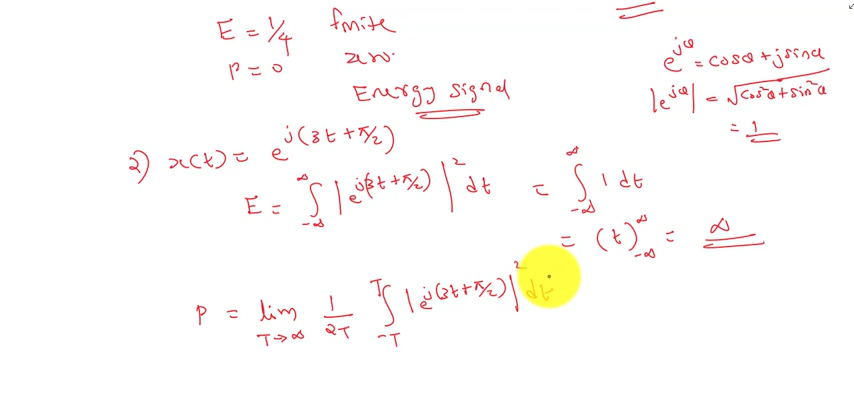 E = 1/4 finite
P = 0 zero.
Energy signal
e^{jθ} = cosθ + j sinθ
|e^{jθ}| = √(cos²θ + sin²θ)
= 1
2) x(t) = e^{j(3t + π/2)}
E = ∫_{-∞}^{∞} |e^{j(3t + π/2)}|² dt = ∫_{-∞}^{∞} 1 dt
= (t)_{-∞}^{∞} = ∞
P = lim_{T→∞} 1/2T ∫_{-T}^{T} |e^{j(3t + π/2)}|² dt